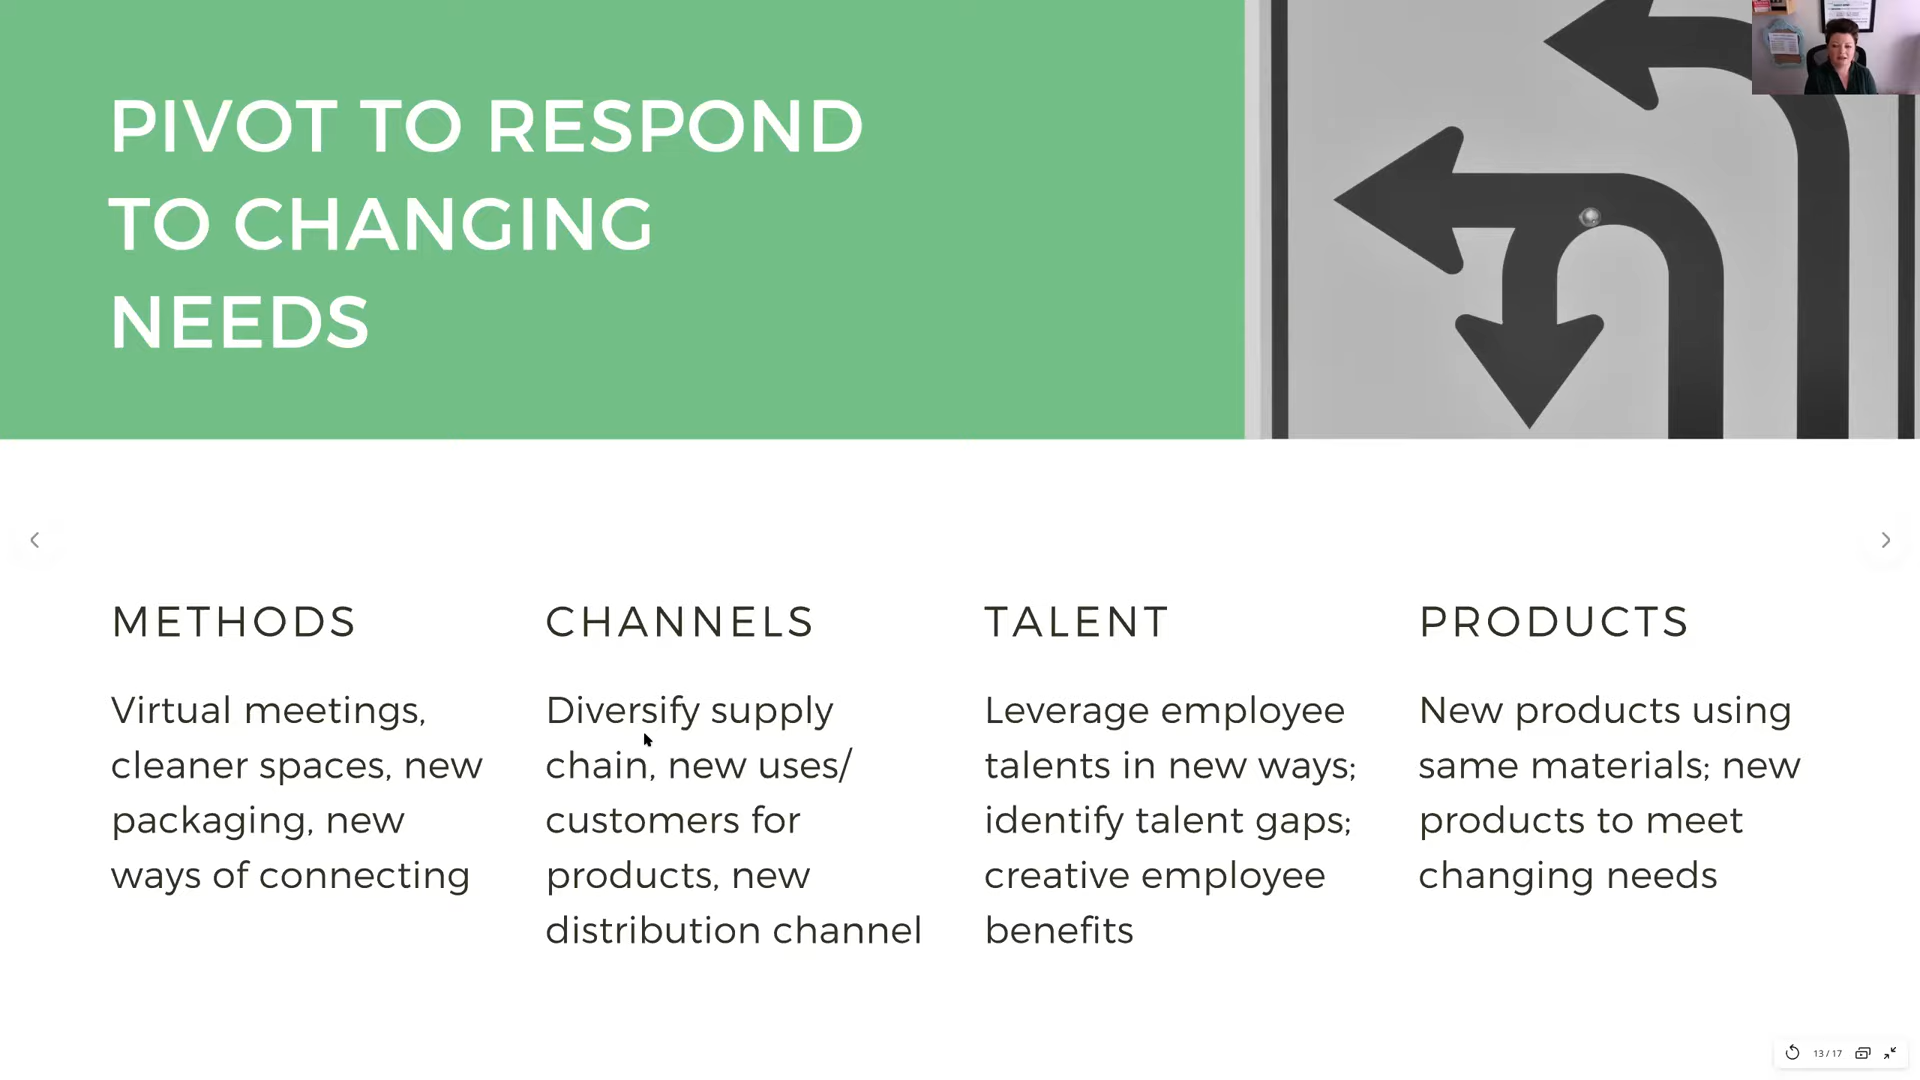 PIVOT TO RESPOND
TO CHANGING
NEEDS
METHODS
Virtual meetings,
cleaner spaces, new
packaging, new
ways of connecting
CHANNELS
Diversify supply
chain, new uses/
customers for
products, new
distribution channel
TALENT
Leverage employee
talents in new ways;
identify talent gaps;
creative employee
benefits
PRODUCTS
New products using
same materials; new
products to meet
changing needs
13 / 17